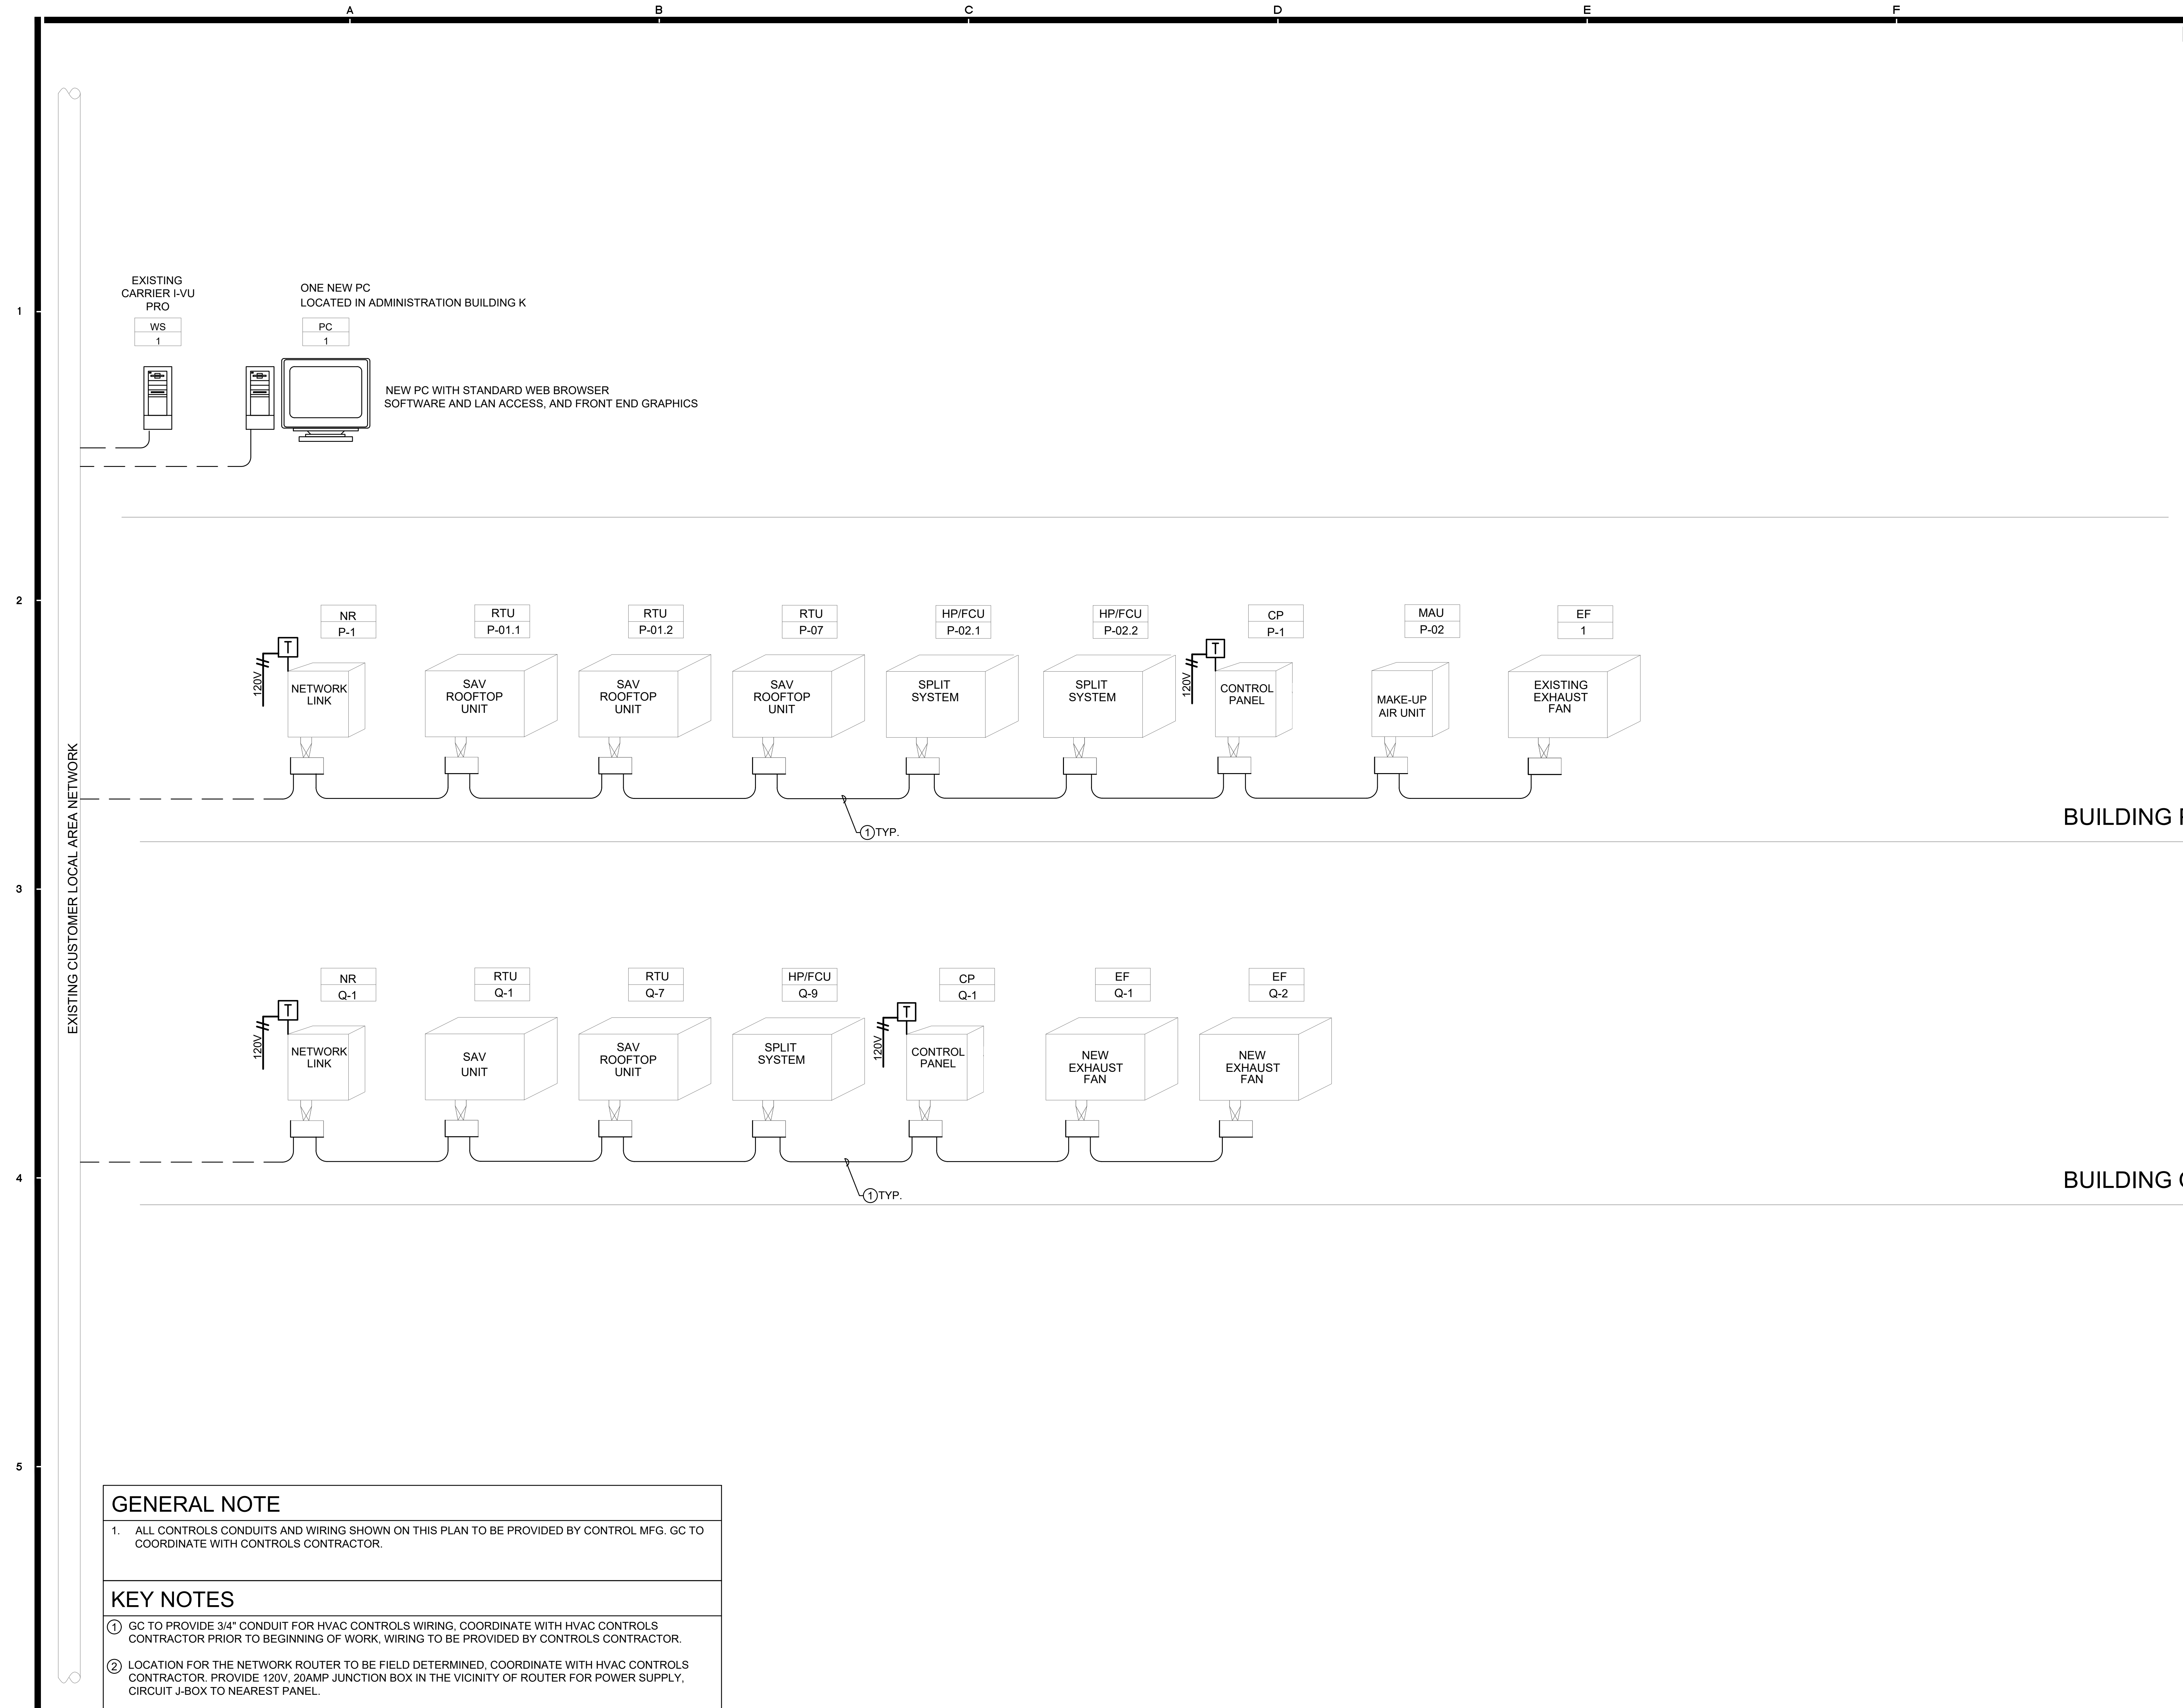 A B C D E F
EXISTING
CARRIER I-VU
PRO
WS
1
ONE NEW PC
LOCATED IN ADMINISTRATION BUILDING K
PC
1
1
NEW PC WITH STANDARD WEB BROWSER
SOFTWARE AND LAN ACCESS, AND FRONT END GRAPHICS
2
NR
P-1
RTU
P-01.1
RTU
P-01.2
RTU
P-07
HP/FCU
P-02.1
HP/FCU
P-02.2
CP
P-1
MAU
P-02
EF
1
T
120V
NETWORK
LINK
SAV
ROOFTOP
UNIT
SAV
ROOFTOP
UNIT
SAV
ROOFTOP
UNIT
SPLIT
SYSTEM
SPLIT
SYSTEM
T
120V
CONTROL
PANEL
MAKE-UP
AIR UNIT
EXISTING
EXHAUST
FAN
1 TYP.
BUILDING
EXISTING CUSTOMER LOCAL AREA NETWORK
3
NR
Q-1
RTU
Q-1
RTU
Q-7
HP/FCU
Q-9
CP
Q-1
EF
Q-1
EF
Q-2
T
120V
NETWORK
LINK
SAV
UNIT
SAV
ROOFTOP
UNIT
SPLIT
SYSTEM
T
120V
CONTROL
PANEL
NEW
EXHAUST
FAN
NEW
EXHAUST
FAN
4
1 TYP.
BUILDING
5
GENERAL NOTE
1. ALL CONTROLS CONDUITS AND WIRING SHOWN ON THIS PLAN TO BE PROVIDED BY CONTROL MFG. GC TO
COORDINATE WITH CONTROLS CONTRACTOR.
KEY NOTES
1 GC TO PROVIDE 3/4" CONDUIT FOR HVAC CONTROLS WIRING, COORDINATE WITH HVAC CONTROLS
CONTRACTOR PRIOR TO BEGINNING OF WORK, WIRING TO BE PROVIDED BY CONTROLS CONTRACTOR.
2 LOCATION FOR THE NETWORK ROUTER TO BE FIELD DETERMINED, COORDINATE WITH HVAC CONTROLS
CONTRACTOR. PROVIDE 120V, 20AMP JUNCTION BOX IN THE VICINITY OF ROUTER FOR POWER SUPPLY,
CIRCUIT J-BOX TO NEAREST PANEL.